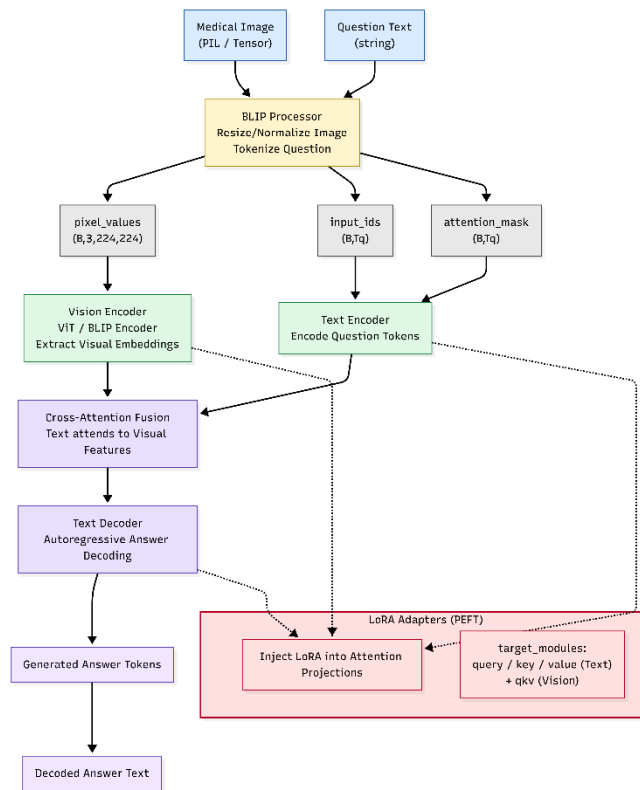 Medical Image
(PIL / Tensor)
Question Text
(string)
BLIP Processor
Resize/Normalize Image
Tokenize Question
pixel_values
(B,3,224,224)
input_ids
(B,Tq)
attention_mask
(B,Tq)
Vision Encoder
ViT / BLIP Encoder
Extract Visual Embeddings
Text Encoder
Encode Question Tokens
Cross-Attention Fusion
Text attends to Visual
Features
Text Decoder
Autoregressive Answer
Decoding
LoRA Adapters (PEFT)
Inject LoRA into Attention
Projections
target_modules:
query / key / value (Text)
+ qkv (Vision)
Generated Answer Tokens
Decoded Answer Text